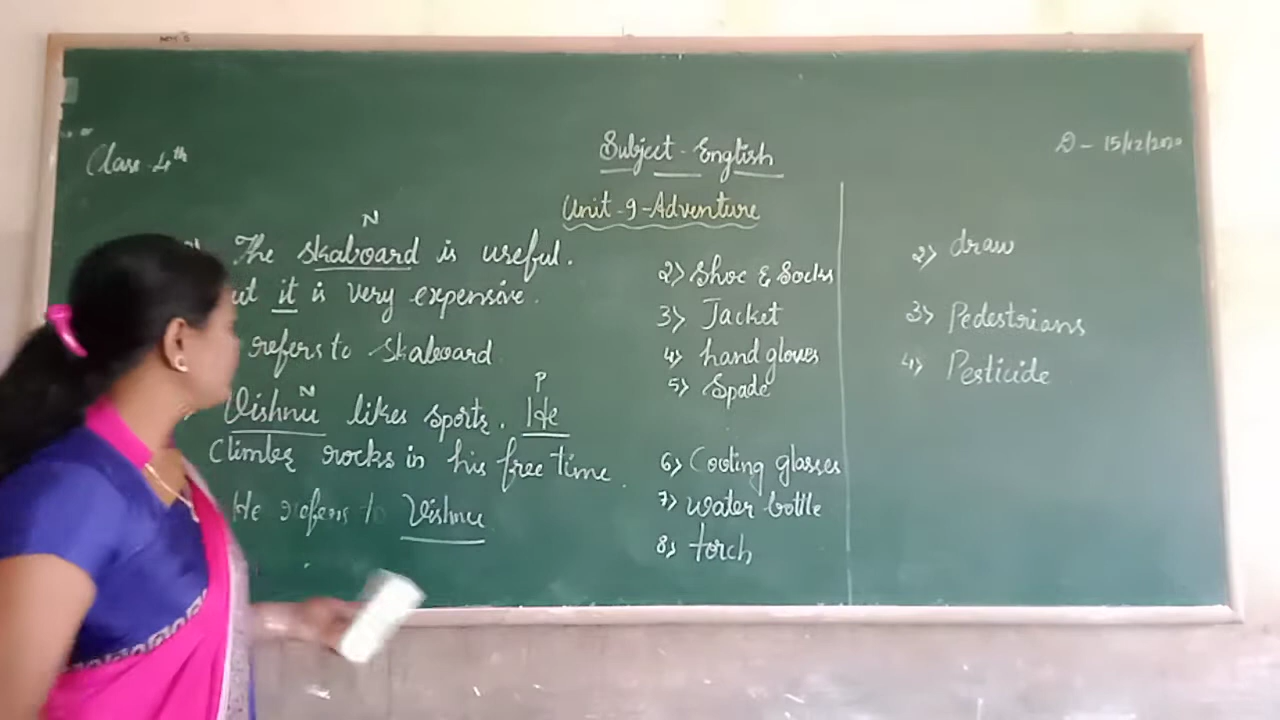 Class - 4th
Subject - English
D - 15/12/2020
Unit - 9 - Adventure
N
The skaboard is useful.
it is very expensive.
refers to skaboard
N
P
Vishnu likes sports. He
Climbs rocks in his free time.
He refers to Vishnu
2) Shoe & Socks
3) Jacket
4) hand gloves
5) Spade
6) Cooling glasses
7) water bottle
8) torch
2) draw
3) Pedestrians
4) Pesticide